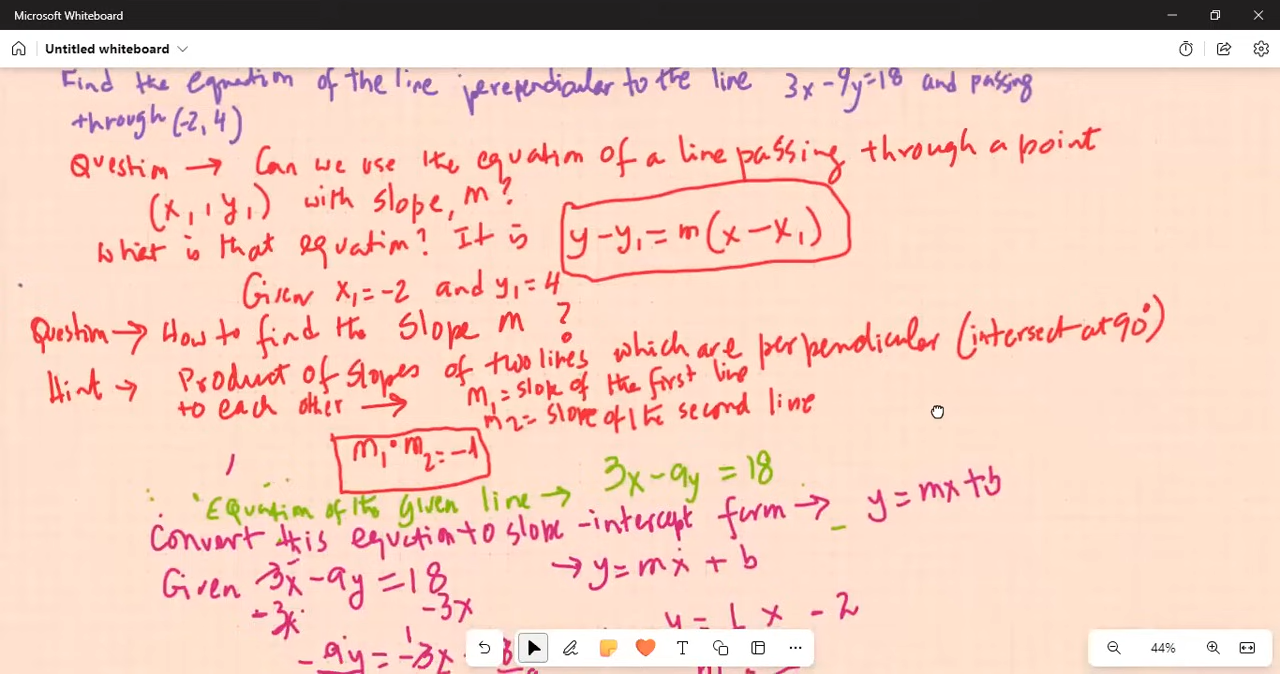 Microsoft Whiteboard
Untitled whiteboard
Find the equation of the line perependicular to the line 3x-9y=18 and passing
through (-2, 4)
Question → Can we use the equation of a line passing through a point
(x₁, y₁) with slope, m?
What is that equation? It is y-y₁=m(x-x₁)
Given x₁=-2 and y₁=4
Question → How to find the slope m ?
Hint → Product of slopes of two lines which are perpendicular (intersect at 90°)
to each other → m₁=slope of the first line
m₂=slope of the second line
m₁·m₂=-1
Equation of the given line → 3x-9y=18
Convert this equation to slope-intercept form → y=mx+b
Given 3x-9y=18 → y=mx+b
-3x -3x
y = 1 x - 2
-9y = -3x
44%